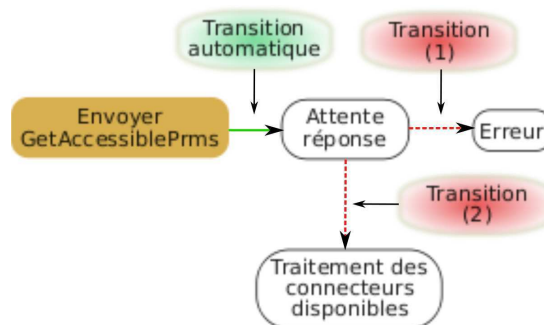 Transition
automatique
Transition
(1)
Envoyer
GetAccessiblePrms
Attente
réponse
Erreur
Transition
(2)
Traitement des
connecteurs
disponibles